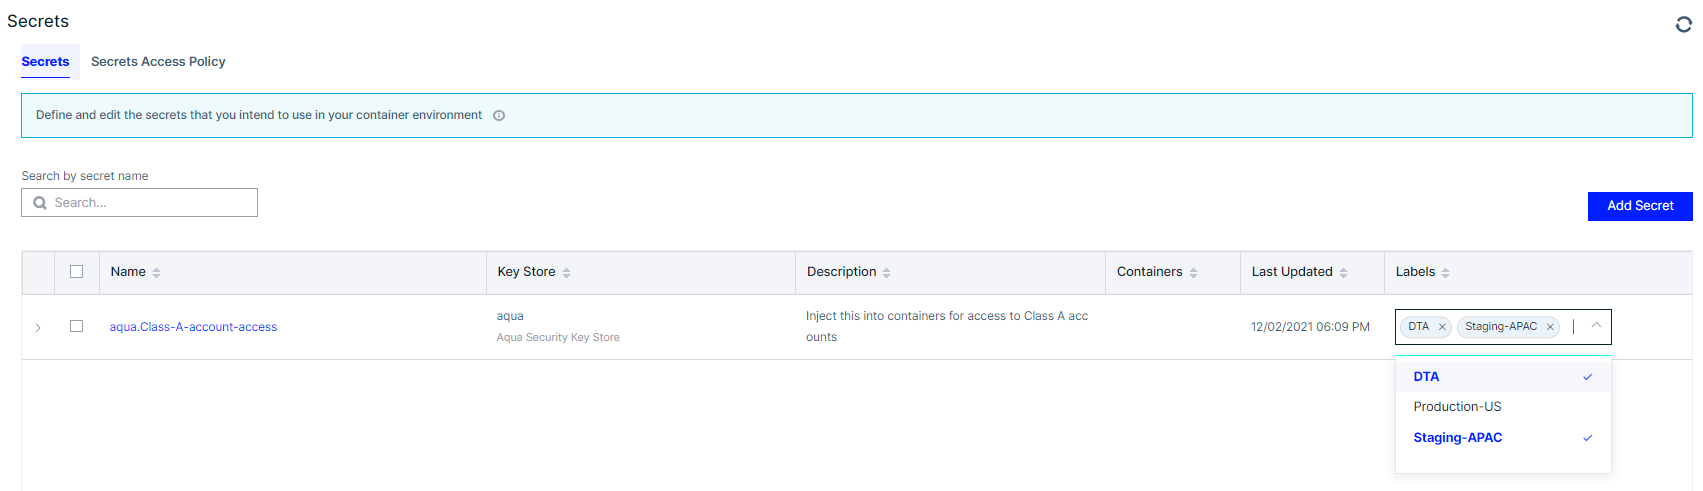 Secrets
Secrets Secrets Access Policy
Define and edit the secrets that you intend to use in your container environment
Search by secret name
Search...
Add Secret
Name Key Store Description Containers Last Updated Labels
aqua.Class-A-account-access
aqua
Aqua Security Key Store
Inject this into containers for access to Class A acc
ounts
12/02/2021 06:09 PM
DTA Staging-APAC
DTA
Production-US
Staging-APAC